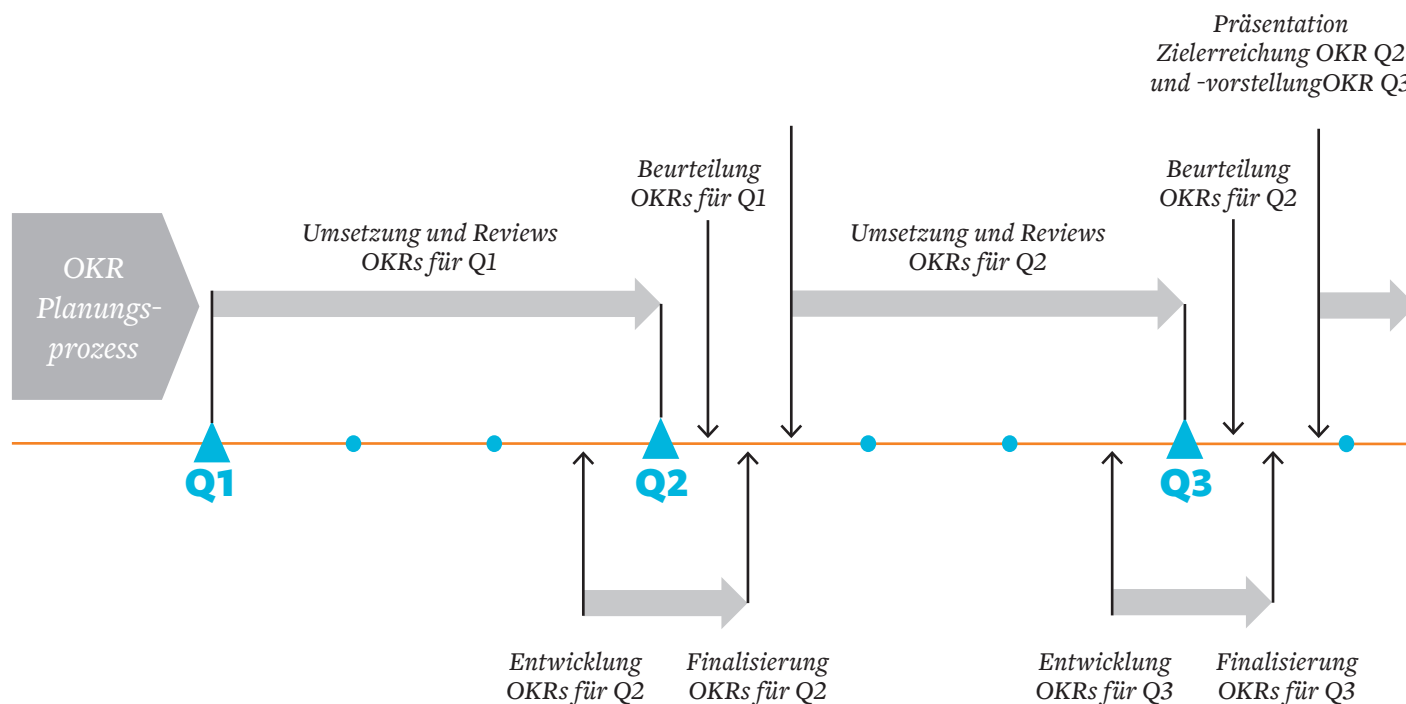 Präsentation
Zielerreichung OKR Q2
und -vorstellungOKR Q3
Beurteilung
OKRs für Q1
Beurteilung
OKRs für Q2
Umsetzung und Reviews
OKRs für Q1
Umsetzung und Reviews
OKRs für Q2
OKR
Planungs-
prozess
Q1
Q2
Q3
Entwicklung
OKRs für Q2
Finalisierung
OKRs für Q2
Entwicklung
OKRs für Q3
Finalisierung
OKRs für Q3